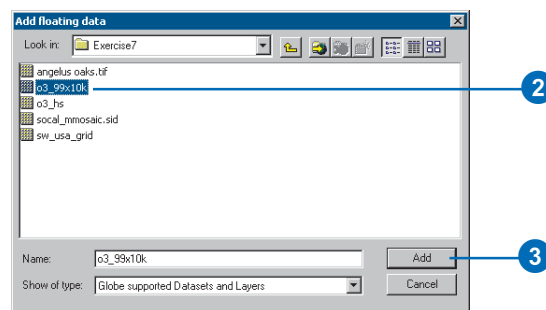 Add floating data
Look in: Exercise7
angelus oaks.tif
o3_99x10k
2
o3_hs
socal_mmosaic.sid
sw_usa_grid
Name: o3_99x10k Add
3
Show of type: Globe supported Datasets and Layers Cancel